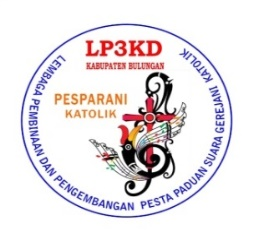 LP3KD
KABUPATEN BULUNGAN
PESPARANI
KATOLIK
LEMBAGA PEMBINAAN DAN PENGEMBANGAN PESTA PADUAN SUARA GEREJANI KATOLIK